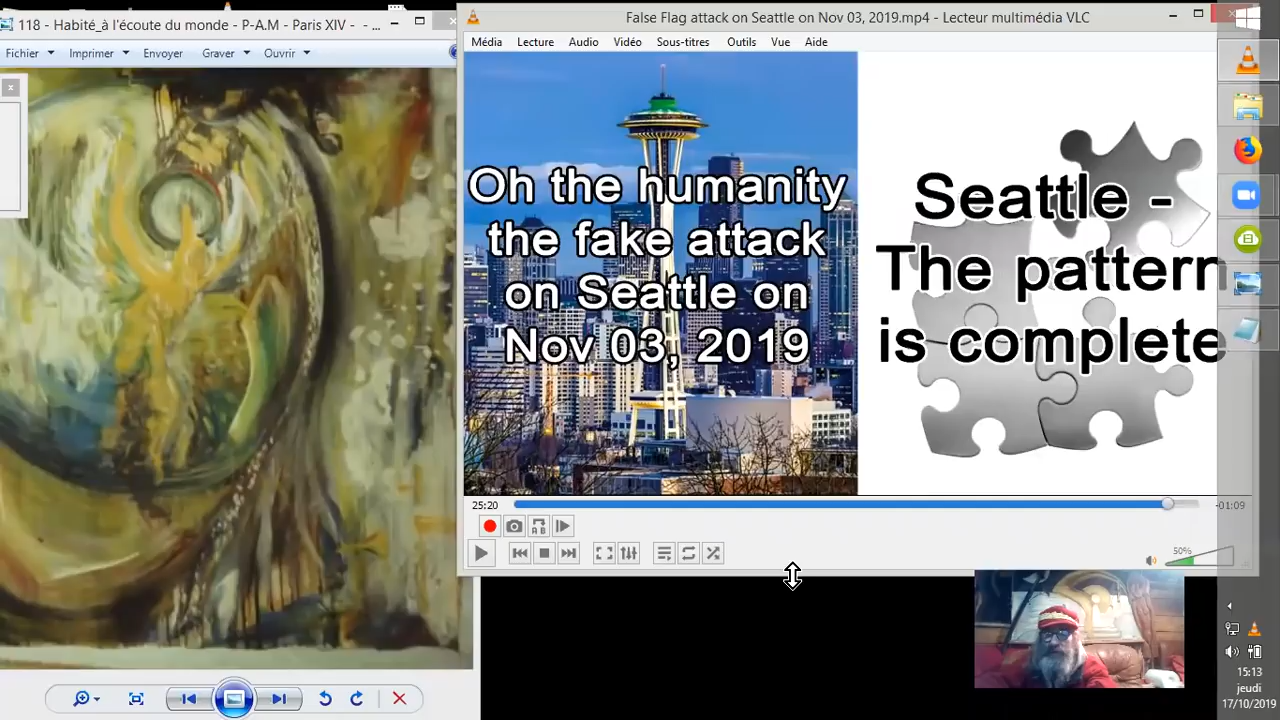 118 - Habité_à l'écoute du monde - P-A-M - Paris XIV - - ...
Fichier Imprimer Envoyer Graver Ouvrir
False Flag attack on Seattle on Nov 03, 2019.mp4 - Lecteur multimédia VLC
Média Lecture Audio Vidéo Sous-titres Outils Vue Aide
Oh the humanity
the fake attack
on Seattle on
Nov 03, 2019
Seattle -
The pattern
is complete
25:20
-01:09
A B
50%
15:13
jeudi
17/10/2019